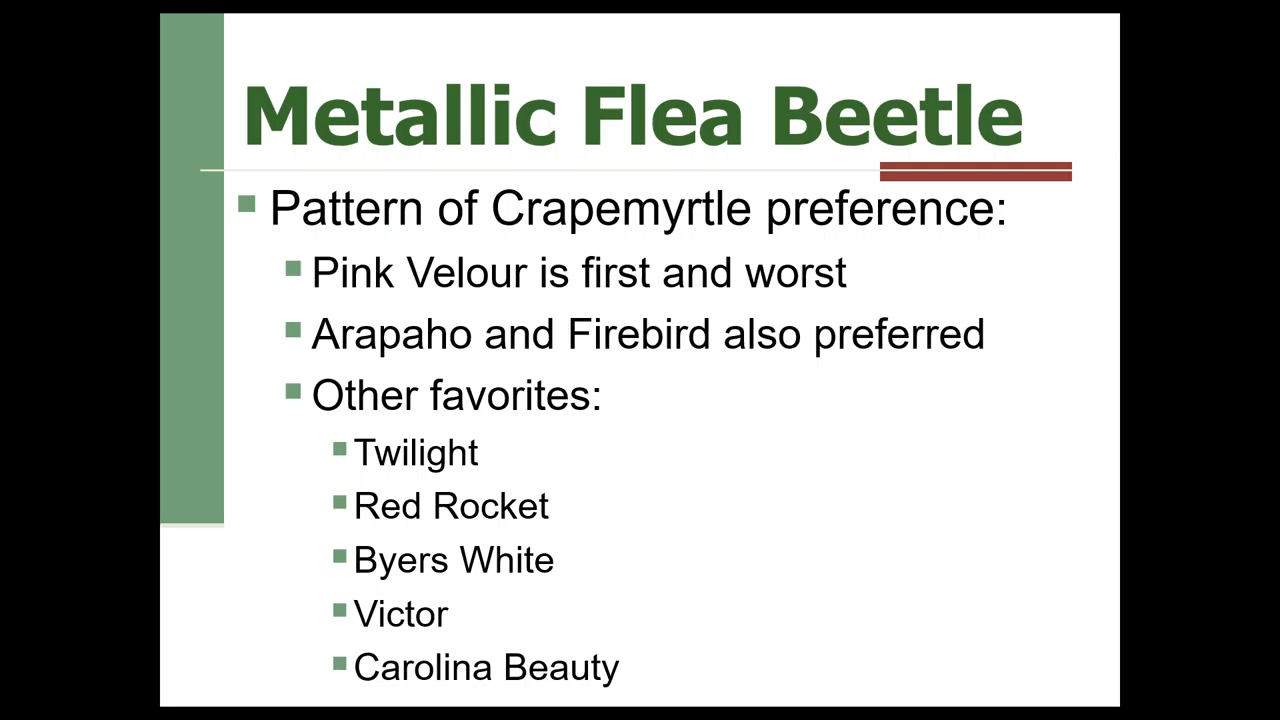 Metallic Flea Beetle
Pattern of Crapemyrtle preference:
Pink Velour is first and worst
Arapaho and Firebird also preferred
Other favorites:
Twilight
Red Rocket
Byers White
Victor
Carolina Beauty